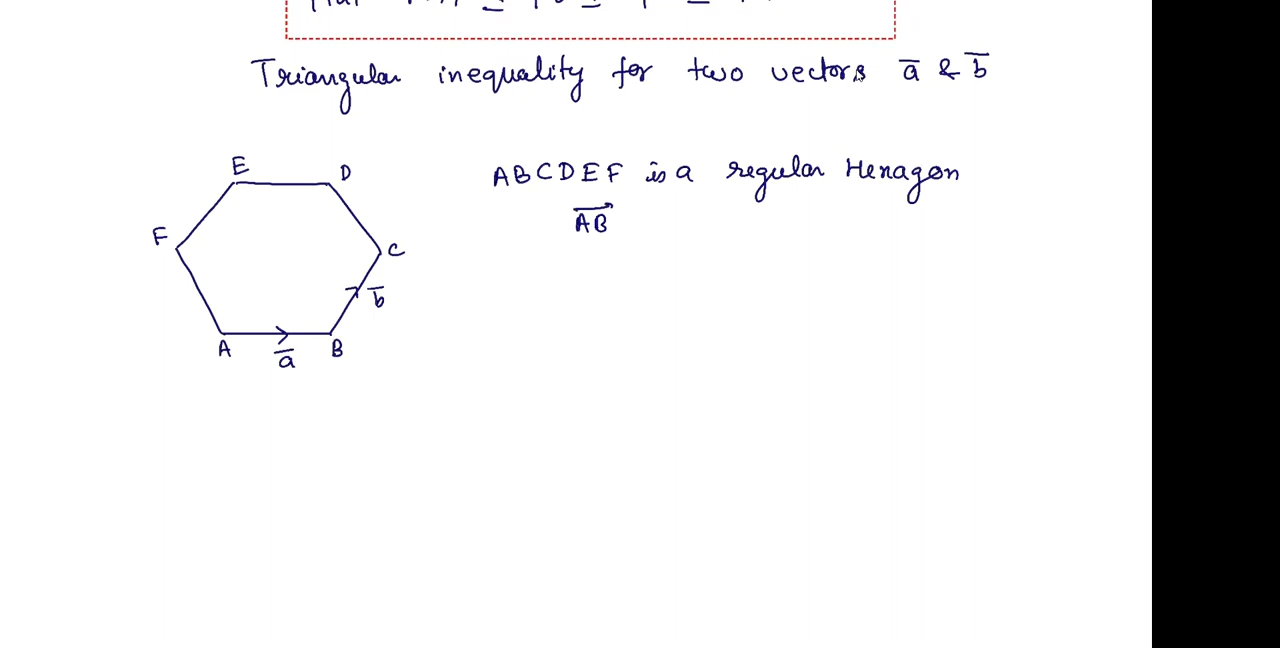 Triangular inequality for two vectors a̅ & b̅
E D
ABCDEF is a regular Hexagon
AB⃗
F C
b̅
A a̅ B